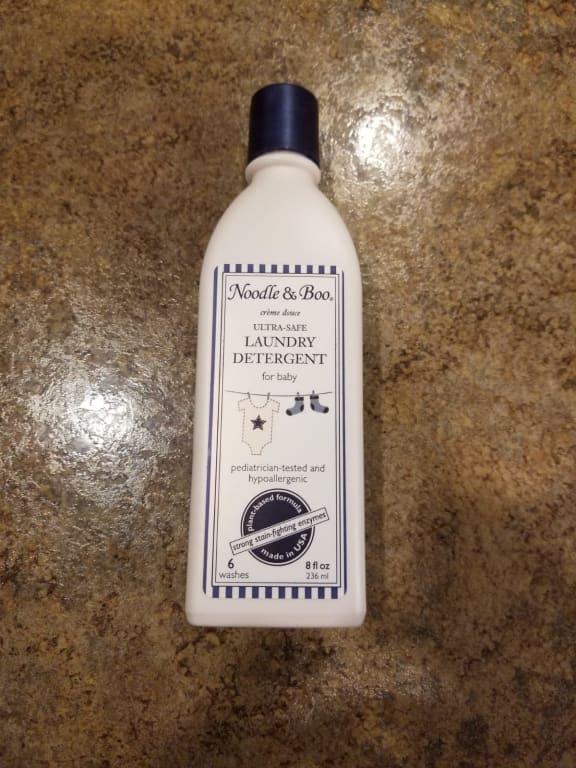 Noodle & Boo®
crème douce
ULTRA-SAFE
LAUNDRY
DETERGENT
for baby
pediatrician-tested and
hypoallergenic
plant-based formula
strong stain-fighting enzymes
made in USA
6
washes
8 fl oz
236 ml